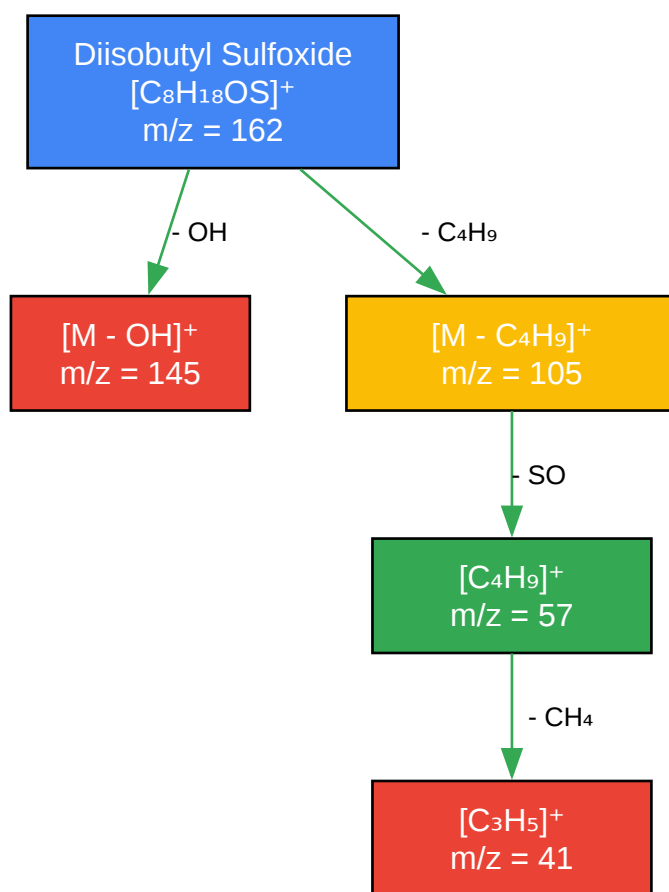 Diisobutyl Sulfoxide
[C₈H₁₈OS]⁺
m/z = 162
- OH
- C₄H₉
[M - OH]⁺
m/z = 145
[M - C₄H₉]⁺
m/z = 105
- SO
[C₄H₉]⁺
m/z = 57
- CH₄
[C₃H₅]⁺
m/z = 41